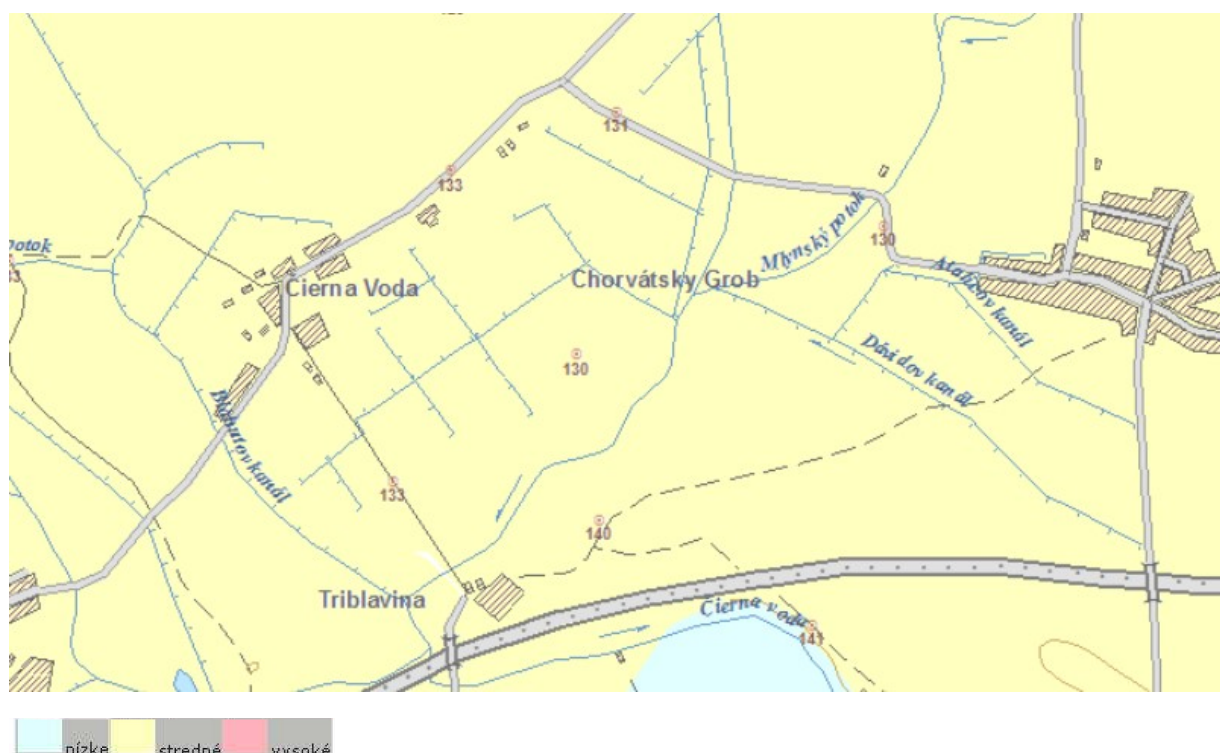 131
133
130
potok
Mlynský potok
Čierna Voda
Chorvátsky Grob
Alalúčov kanál
130
Dávidov kanál
Blahutov kanál
133
140
Triblavina
Čierna voda
141
nízke stredné vysoké